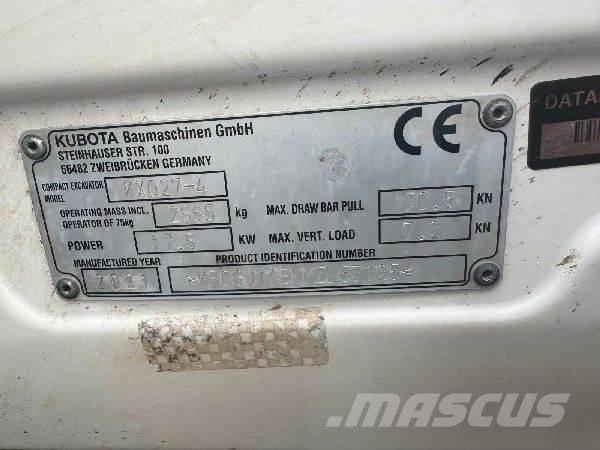 KUBOTA Baumaschinen GmbH
STEINHAUSER STR. 100
66482 ZWEIBRÜCKEN GERMANY
CE
COMPACT EXCAVATOR MODEL KX027-4
OPERATING MASS INCL. OPERATOR OF 75kg 2585 kg
MAX. DRAW BAR PULL 20.5 KN
POWER 17.5 KW
MAX. VERT. LOAD 7.2 KN
MANUFACTURED YEAR
2021
PRODUCT IDENTIFICATION NUMBER
DATA
MASCUS